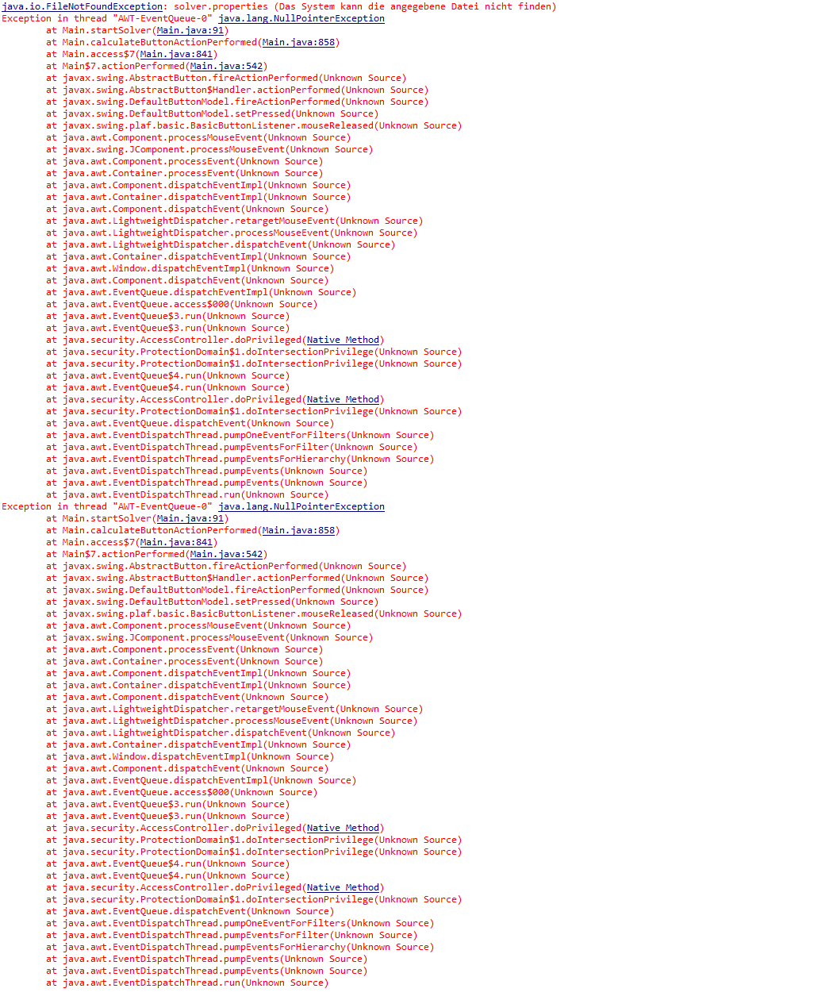 java.io.FileNotFoundException: solver.properties (Das System kann die angegebene Datei nicht finden)
Exception in thread "AWT-EventQueue-0" java.lang.NullPointerException
at Main.startSolver(Main.java:91)
at Main.calculateButtonActionPerformed(Main.java:858)
at Main.access$7(Main.java:841)
at Main$7.actionPerformed(Main.java:542)
at javax.swing.AbstractButton.fireActionPerformed(Unknown Source)
at javax.swing.AbstractButton$Handler.actionPerformed(Unknown Source)
at javax.swing.DefaultButtonModel.fireActionPerformed(Unknown Source)
at javax.swing.DefaultButtonModel.setPressed(Unknown Source)
at javax.swing.plaf.basic.BasicButtonListener.mouseReleased(Unknown Source)
at java.awt.Component.processMouseEvent(Unknown Source)
at javax.swing.JComponent.processMouseEvent(Unknown Source)
at java.awt.Component.processEvent(Unknown Source)
at java.awt.Container.processEvent(Unknown Source)
at java.awt.Component.dispatchEventImpl(Unknown Source)
at java.awt.Container.dispatchEventImpl(Unknown Source)
at java.awt.Component.dispatchEvent(Unknown Source)
at java.awt.LightweightDispatcher.retargetMouseEvent(Unknown Source)
at java.awt.LightweightDispatcher.processMouseEvent(Unknown Source)
at java.awt.LightweightDispatcher.dispatchEvent(Unknown Source)
at java.awt.Container.dispatchEventImpl(Unknown Source)
at java.awt.Window.dispatchEventImpl(Unknown Source)
at java.awt.Component.dispatchEvent(Unknown Source)
at java.awt.EventQueue.dispatchEventImpl(Unknown Source)
at java.awt.EventQueue.access$000(Unknown Source)
at java.awt.EventQueue$3.run(Unknown Source)
at java.awt.EventQueue$3.run(Unknown Source)
at java.security.AccessController.doPrivileged(Native Method)
at java.security.ProtectionDomain$1.doIntersectionPrivilege(Unknown Source)
at java.security.ProtectionDomain$1.doIntersectionPrivilege(Unknown Source)
at java.awt.EventQueue$4.run(Unknown Source)
at java.awt.EventQueue$4.run(Unknown Source)
at java.security.AccessController.doPrivileged(Native Method)
at java.security.ProtectionDomain$1.doIntersectionPrivilege(Unknown Source)
at java.awt.EventQueue.dispatchEvent(Unknown Source)
at java.awt.EventDispatchThread.pumpOneEventForFilters(Unknown Source)
at java.awt.EventDispatchThread.pumpEventsForFilter(Unknown Source)
at java.awt.EventDispatchThread.pumpEventsForHierarchy(Unknown Source)
at java.awt.EventDispatchThread.pumpEvents(Unknown Source)
at java.awt.EventDispatchThread.pumpEvents(Unknown Source)
at java.awt.EventDispatchThread.run(Unknown Source)
Exception in thread "AWT-EventQueue-0" java.lang.NullPointerException
at Main.startSolver(Main.java:91)
at Main.calculateButtonActionPerformed(Main.java:858)
at Main.access$7(Main.java:841)
at Main$7.actionPerformed(Main.java:542)
at javax.swing.AbstractButton.fireActionPerformed(Unknown Source)
at javax.swing.AbstractButton$Handler.actionPerformed(Unknown Source)
at javax.swing.DefaultButtonModel.fireActionPerformed(Unknown Source)
at javax.swing.DefaultButtonModel.setPressed(Unknown Source)
at javax.swing.plaf.basic.BasicButtonListener.mouseReleased(Unknown Source)
at java.awt.Component.processMouseEvent(Unknown Source)
at javax.swing.JComponent.processMouseEvent(Unknown Source)
at java.awt.Component.processEvent(Unknown Source)
at java.awt.Container.processEvent(Unknown Source)
at java.awt.Component.dispatchEventImpl(Unknown Source)
at java.awt.Container.dispatchEventImpl(Unknown Source)
at java.awt.Component.dispatchEvent(Unknown Source)
at java.awt.LightweightDispatcher.retargetMouseEvent(Unknown Source)
at java.awt.LightweightDispatcher.processMouseEvent(Unknown Source)
at java.awt.LightweightDispatcher.dispatchEvent(Unknown Source)
at java.awt.Container.dispatchEventImpl(Unknown Source)
at java.awt.Window.dispatchEventImpl(Unknown Source)
at java.awt.Component.dispatchEvent(Unknown Source)
at java.awt.EventQueue.dispatchEventImpl(Unknown Source)
at java.awt.EventQueue.access$000(Unknown Source)
at java.awt.EventQueue$3.run(Unknown Source)
at java.awt.EventQueue$3.run(Unknown Source)
at java.security.AccessController.doPrivileged(Native Method)
at java.security.ProtectionDomain$1.doIntersectionPrivilege(Unknown Source)
at java.security.ProtectionDomain$1.doIntersectionPrivilege(Unknown Source)
at java.awt.EventQueue$4.run(Unknown Source)
at java.awt.EventQueue$4.run(Unknown Source)
at java.security.AccessController.doPrivileged(Native Method)
at java.security.ProtectionDomain$1.doIntersectionPrivilege(Unknown Source)
at java.awt.EventQueue.dispatchEvent(Unknown Source)
at java.awt.EventDispatchThread.pumpOneEventForFilters(Unknown Source)
at java.awt.EventDispatchThread.pumpEventsForFilter(Unknown Source)
at java.awt.EventDispatchThread.pumpEventsForHierarchy(Unknown Source)
at java.awt.EventDispatchThread.pumpEvents(Unknown Source)
at java.awt.EventDispatchThread.pumpEvents(Unknown Source)
at java.awt.EventDispatchThread.run(Unknown Source)